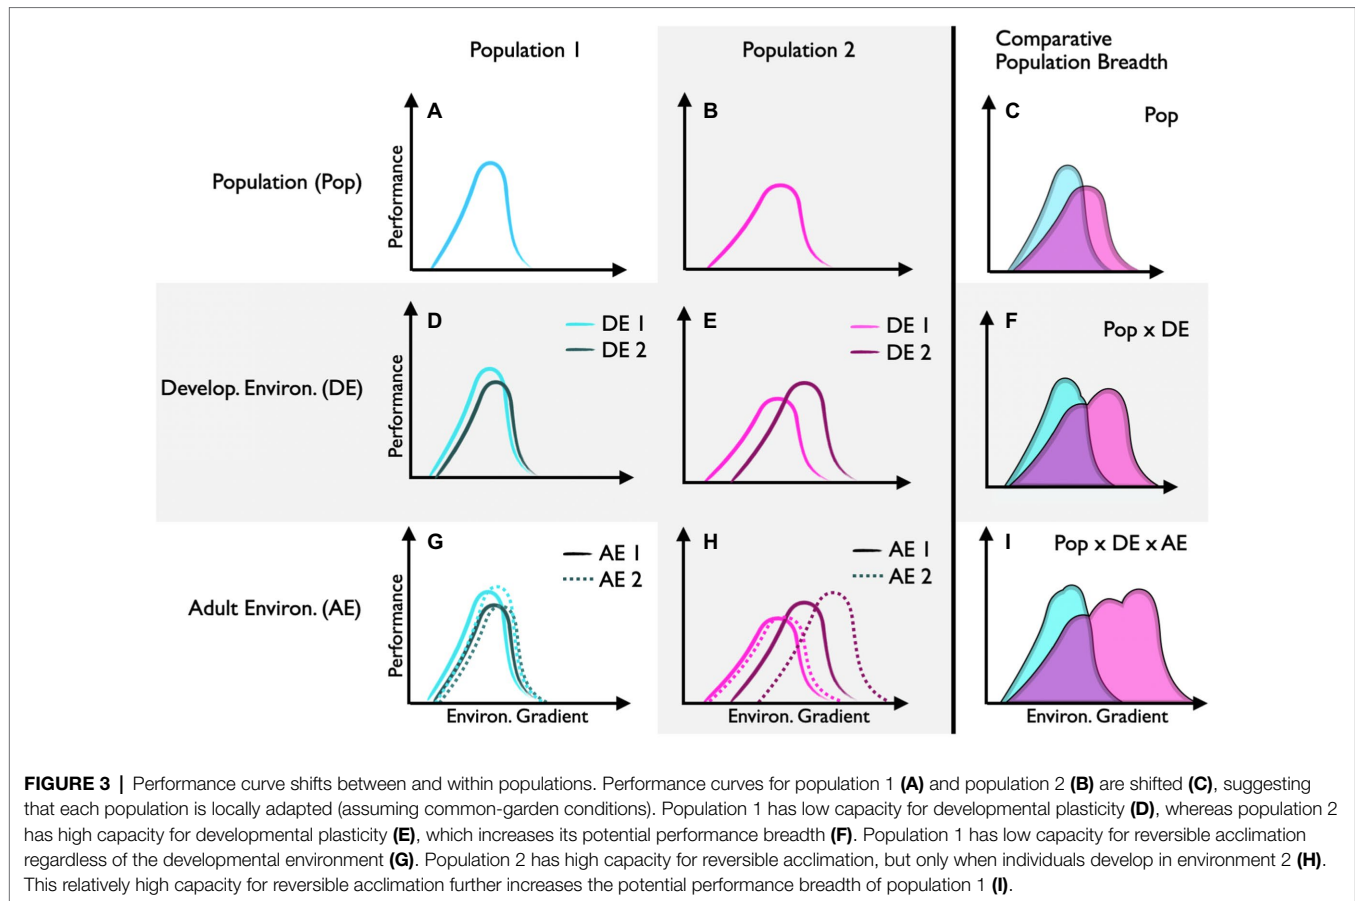 Population 1
Population 2
Comparative
Population Breadth
Population (Pop)
A
Performance
B
C
Pop
Develop. Environ. (DE)
D
Performance
DE 1
DE 2
E
DE 1
DE 2
F
Pop x DE
Adult Environ. (AE)
G
Performance
AE 1
AE 2
Environ. Gradient
H
AE 1
AE 2
Environ. Gradient
I
Pop x DE x AE
Environ. Gradient
FIGURE 3 | Performance curve shifts between and within populations. Performance curves for population 1 (A) and population 2 (B) are shifted (C), suggesting
that each population is locally adapted (assuming common-garden conditions). Population 1 has low capacity for developmental plasticity (D), whereas population 2
has high capacity for developmental plasticity (E), which increases its potential performance breadth (F). Population 1 has low capacity for reversible acclimation
regardless of the developmental environment (G). Population 2 has high capacity for reversible acclimation, but only when individuals develop in environment 2 (H).
This relatively high capacity for reversible acclimation further increases the potential performance breadth of population 1 (I).